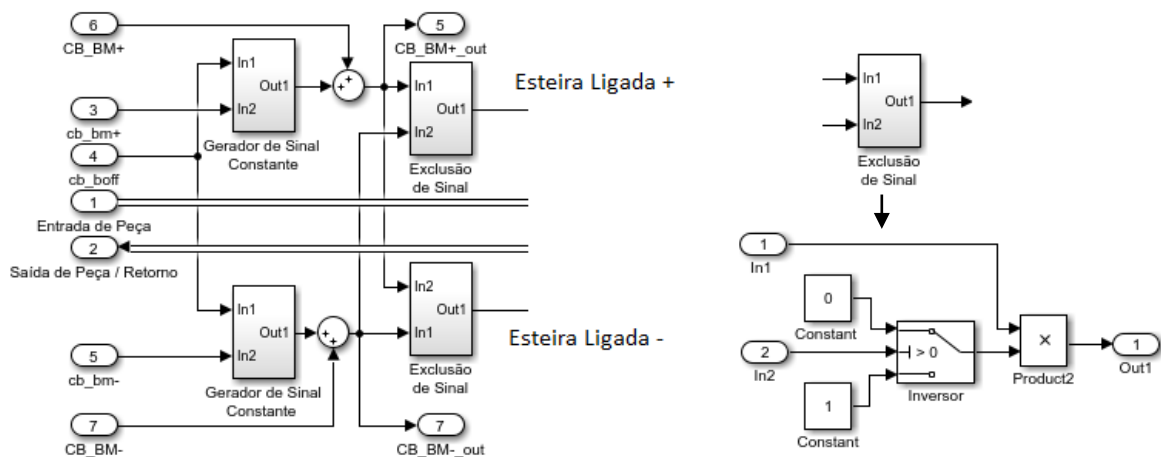 6
CB_BM+
5
CB_BM+_out
In1
Out1
In2
Gerador de Sinal
Constante
+
+
In1
Out1
In2
Exclusão
de Sinal
Esteira Ligada +
3
cb_bm+
4
cb_boff
1
Entrada de Peça
2
Saída de Peça / Retorno
In1
Out1
In2
Gerador de Sinal
Constante
+
+
In2
Out1
In1
Exclusão
de Sinal
Esteira Ligada -
5
cb_bm-
7
CB_BM-
7
CB_BM-_out
In1
Out1
In2
Exclusão
de Sinal
1
In1
0
Constant
2
In2
> 0
Inversor
1
Constant
×
Product2
1
Out1